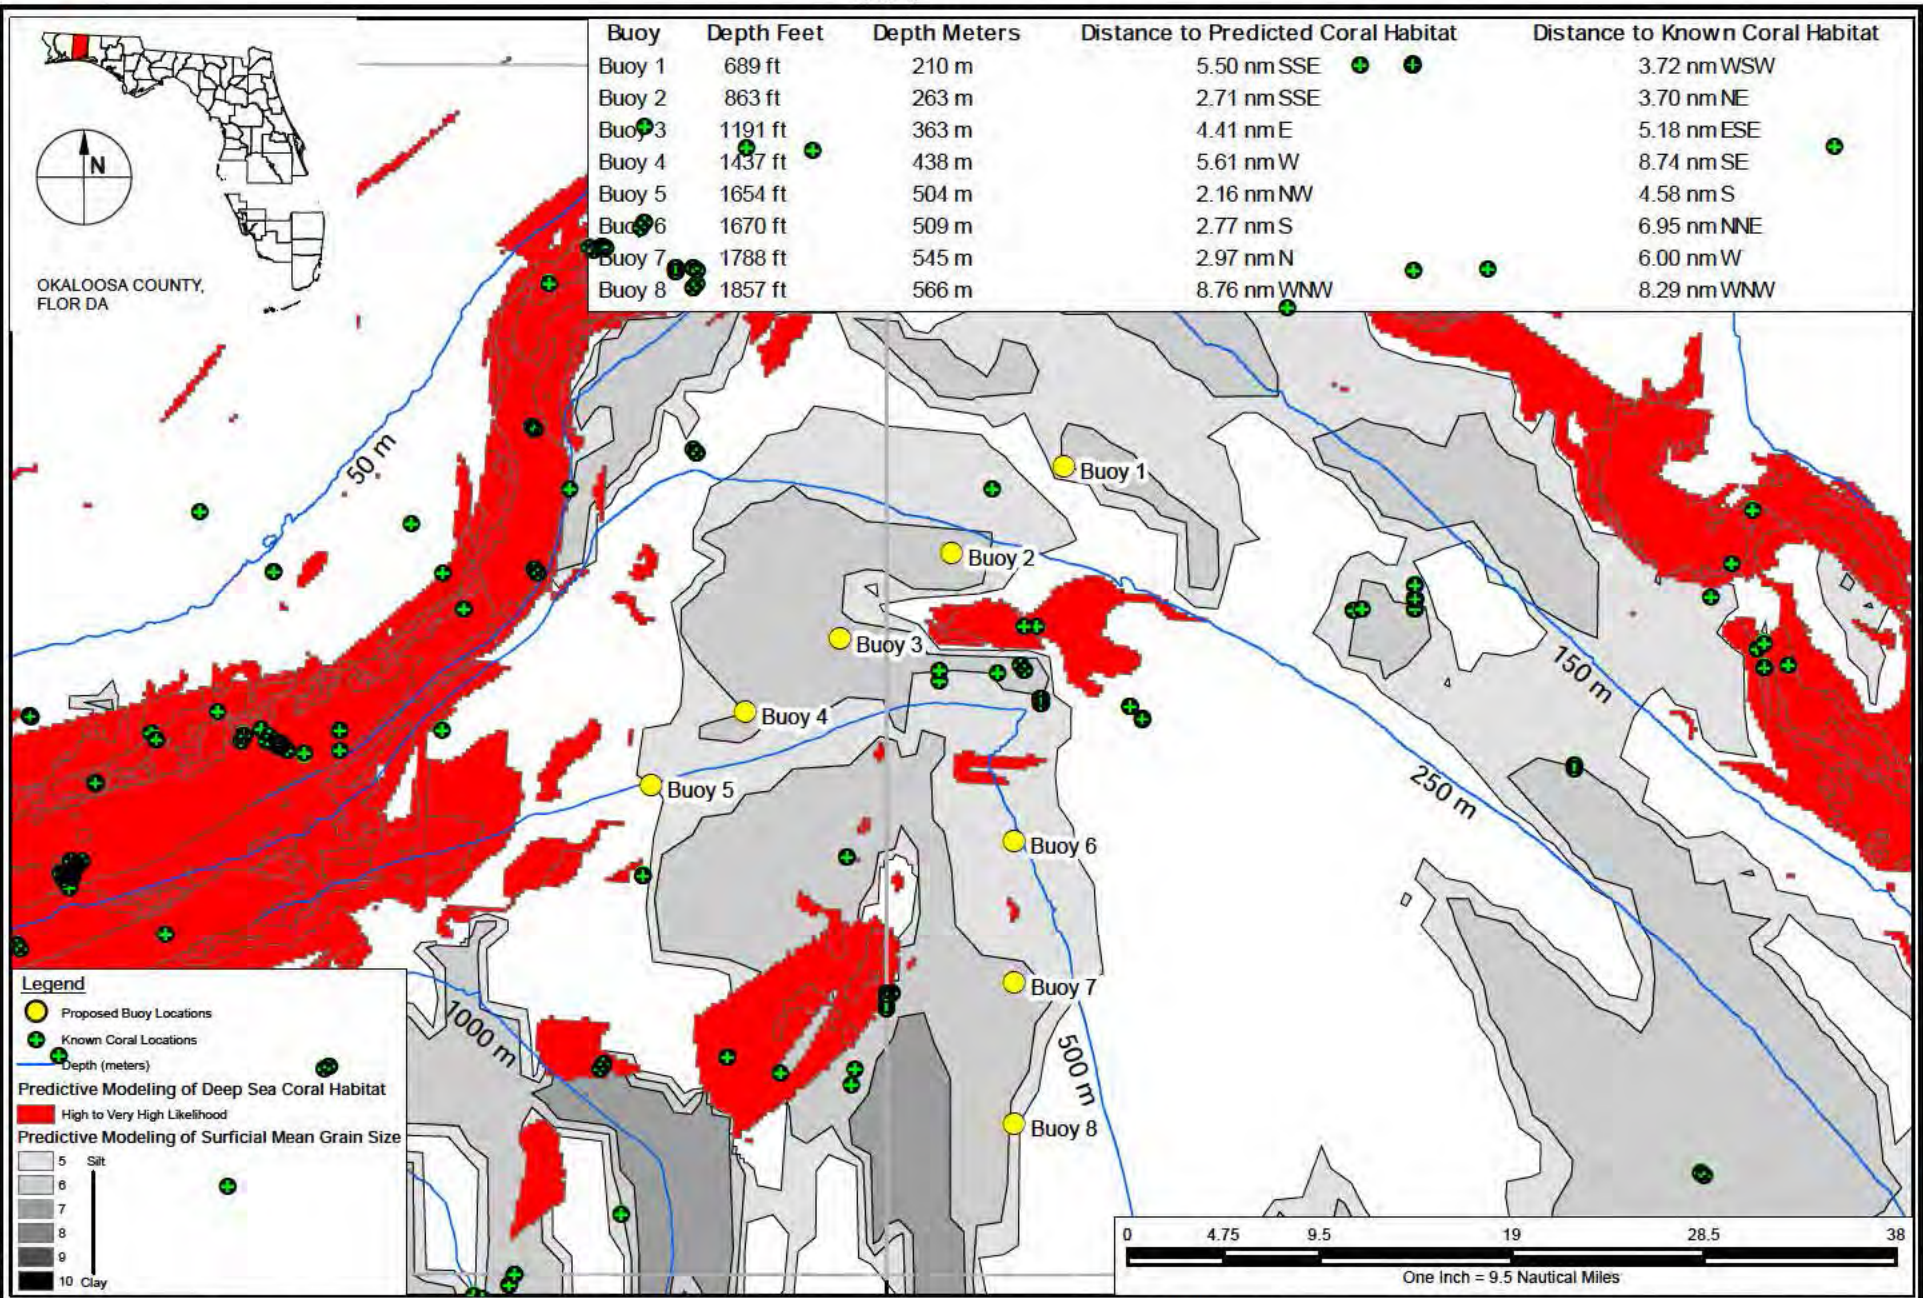 Buoy Depth Feet Depth Meters Distance to Predicted Coral Habitat Distance to Known Coral Habitat
Buoy 1 689 ft 210 m 5.50 nm SSE 3.72 nm WSW
Buoy 2 863 ft 263 m 2.71 nm SSE 3.70 nm NE
Buoy 3 1191 ft 363 m 4.41 nm E 5.18 nm ESE
Buoy 4 1437 ft 438 m 5.61 nm W 8.74 nm SE
Buoy 5 1654 ft 504 m 2.16 nm NW 4.58 nm S
Buoy 6 1670 ft 509 m 2.77 nm S 6.95 nm NNE
Buoy 7 1788 ft 545 m 2.97 nm N 6.00 nm W
Buoy 8 1857 ft 566 m 8.76 nm WNW 8.29 nm WNW
N
OKALOOSA COUNTY,
FLOR DA
50 m
Buoy 1
Buoy 2
Buoy 3
Buoy 4
Buoy 5
Buoy 6
Buoy 7
Buoy 8
150 m
250 m
500 m
1000 m
Legend
Proposed Buoy Locations
Known Coral Locations
Depth (meters)
Predictive Modeling of Deep Sea Coral Habitat
High to Very High Likelihood
Predictive Modeling of Surficial Mean Grain Size
5 Silt
6
7
8
9
10 Clay
0 4.75 9.5 19 28.5 38
One Inch = 9.5 Nautical Miles